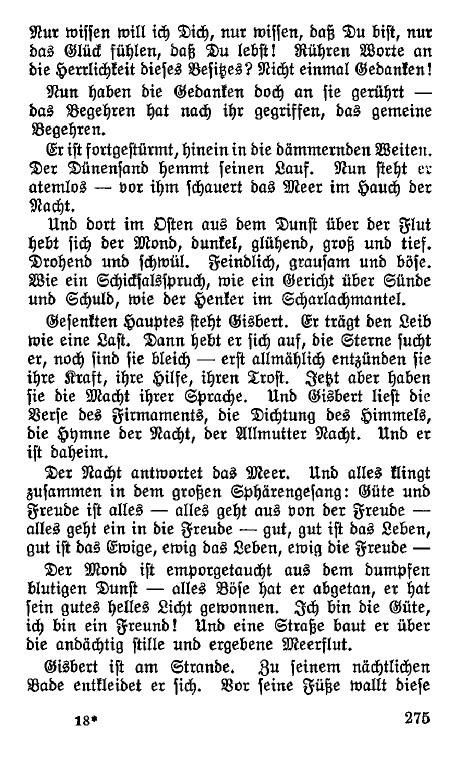 Nur wissen will ich Dich, nur wissen, daß Du bist, nur
das Glück fühlen, daß Du lebst! Rühren Worte an
die Herrlichkeit dieses Besitzes? Nicht einmal Gedanken!
Nun haben die Gedanken doch an sie gerührt —
das Begehren hat nach ihr gegriffen, das gemeine
Begehren.
Er ist fortgestürmt, hinein in die dämmernden Weiten.
Der Dünensand hemmt seinen Lauf. Nun steht er
atemlos — vor ihm schauert das Meer im Hauch der
Nacht.
Und dort im Osten aus dem Dunst über der Flut
hebt sich der Mond, dunkel, glühend, groß und tief.
Drohend und schwül. Feindlich, grausam und böse.
Wie ein Schicksalsspruch, wie ein Gericht über Sünde
und Schuld, wie der Henker im Scharlachmantel.
Gesenkten Hauptes steht Gisbert. Er trägt den Leib
wie eine Last. Dann hebt er sich auf, die Sterne sucht
er, noch sind sie bleich — erst allmählich entzünden sie
ihre Kraft, ihre Hilfe, ihren Trost. Jetzt aber haben
sie die Macht ihrer Sprache. Und Gisbert liest die
Verse des Firmaments, die Dichtung des Himmels,
die Hymne der Nacht, der Allmutter Nacht. Und er
ist daheim.
Der Nacht antwortet das Meer. Und alles klingt
zusammen in dem großen Sphärengesang: Güte und
Freude ist alles — alles geht aus von der Freude —
alles geht ein in die Freude — gut, gut ist das Leben,
gut ist das Ewige, ewig das Leben, ewig die Freude —
Der Mond ist emporgetaucht aus dem dumpfen
blutigen Dunst — alles Böse hat er abgetan, er hat
sein gutes helles Licht gewonnen. Ich bin die Güte,
ich bin ein Freund! Und eine Straße baut er über
die andächtig stille und ergebene Meerflut.
Gisbert ist am Strande. Zu seinem nächtlichen
Bade entkleidet er sich. Vor seine Füße wallt diese
18*
275